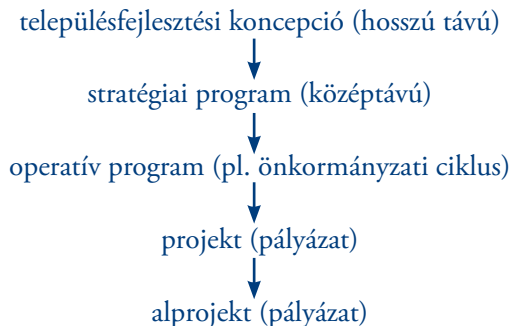 településfejlesztési koncepció (hosszú távú)
stratégiai program (középtávú)
operatív program (pl. önkormányzati ciklus)
projekt (pályázat)
alprojekt (pályázat)